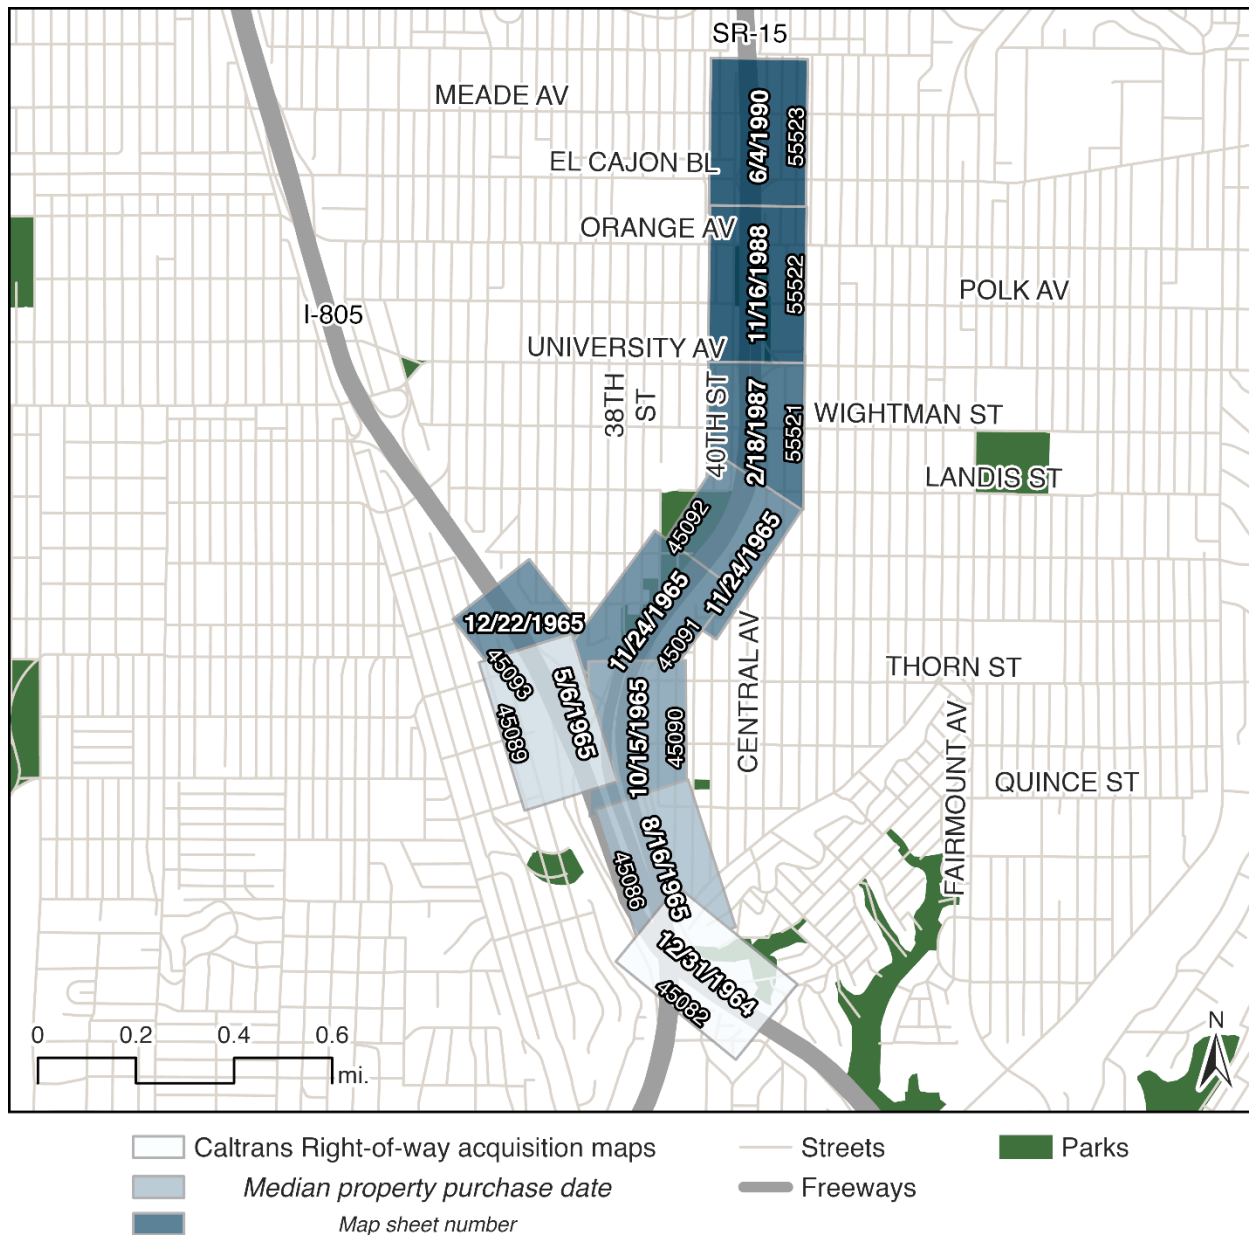 SR-15
MEADE AV
6/4/1990
55523
EL CAJON BL
ORANGE AV
11/16/1988
55522
POLK AV
I-805
UNIVERSITY AV
38TH
ST
40TH ST
2/18/1987
55521
WIGHTMAN ST
LANDIS ST
45092
11/24/1965
12/22/1965
11/24/1965
45091
45093
5/6/1965
45089
10/15/1965
45090
CENTRAL AV
THORN ST
FAIRMOUNT AV
QUINCE ST
8/16/1965
45086
12/31/1964
45082
0 0.2 0.4 0.6
mi.
N
Caltrans Right-of-way acquisition maps
Median property purchase date
Map sheet number
Streets
Freeways
Parks